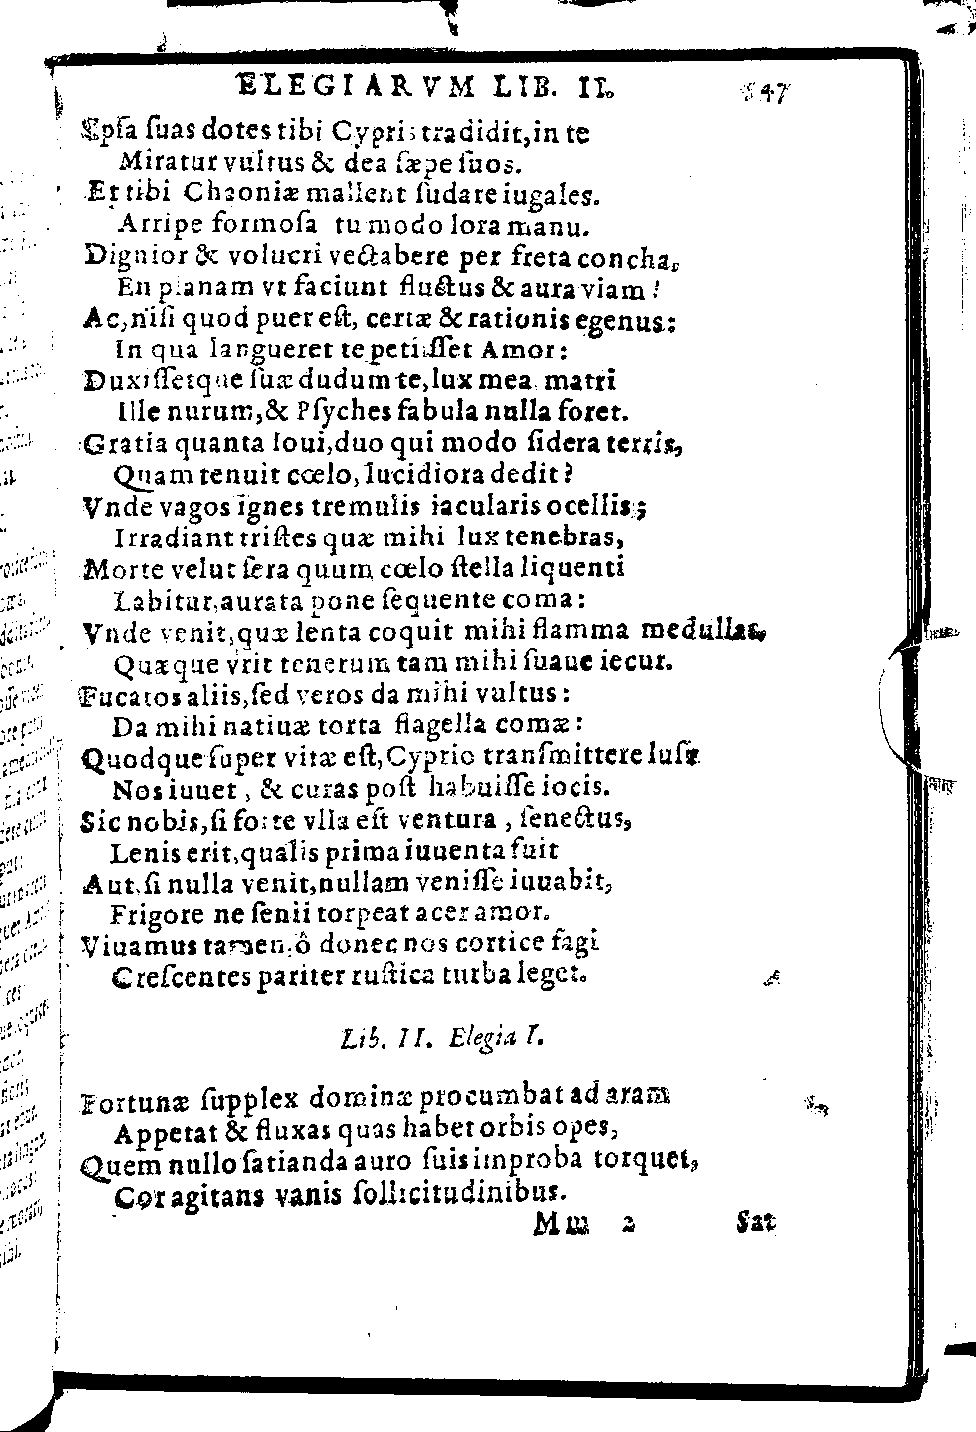 ELEGIARVM LIB. II. 547
Epſa ſuas dotes tibi Cypris tradidit, in te
Miratur vultus & dea ſæpe ſuos.
Et tibi Chaoniæ mallent ſudare iugales.
Arripe formoſa tu modo lora manu.
Dignior & volucri vectabere per freta concha,
En planam vt faciunt fluctus & aura viam!
Ac, niſi quod puer eſt, certæ & rationis egenus:
In qua langueret te petiiſſet Amor:
Duxiſſetque ſuæ dudum te, lux mea, matri
Ille nurum, & Pſyches fabula nulla foret.
Gratia quanta Ioui, duo qui modo ſidera terris,
Quam tenuit cœlo, lucidiora dedit?
Vnde vagos ignes tremulis iacularis ocellis;
Irradiant triſtes quæ mihi lux tenebras,
Morte velut ſera quum cœlo ſtella liquenti
Labitur, aurata pone ſequente coma:
Vnde venit, quæ lenta coquit mihi flamma medullas,
Quæque vrit tenerum tam mihi ſuaue iecur.
Fucatos aliis, ſed veros da mihi vultus:
Da mihi natiuæ torta flagella comæ:
Quodque ſuper vitæ eſt, Cyprio tranſmittere luſu
Nos iuuet, & curas poſt habuiſſe iocis.
Sic nobis, ſi forte vlla eſt ventura, ſenectus,
Lenis erit, qualis prima iuuenta fuit
Aut, ſi nulla venit, nullam veniſſe iuuabit,
Frigore ne ſenii torpeat acer amor.
Viuamus tamen, ô donec nos cortice fagi
Creſcentes pariter ruſtica turba leget.
Lib. II. Elegia I.
Fortunæ ſupplex dominæ procumbat ad aram
Appetat & fluxas quas habet orbis opes,
Quem nullo ſatianda auro fuis improba torquet,
Cor agitans vanis ſollicitudinibus.
Mm 2 Sat